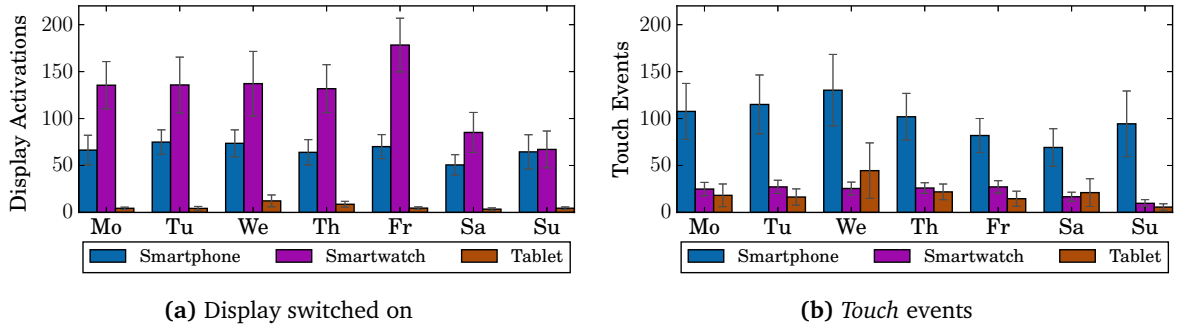 Display Activations
200
150
100
50
0
Mo Tu We Th Fr Sa Su
Smartphone Smartwatch Tablet
(a) Display switched on
Touch Events
200
150
100
50
0
Mo Tu We Th Fr Sa Su
Smartphone Smartwatch Tablet
(b) Touch events